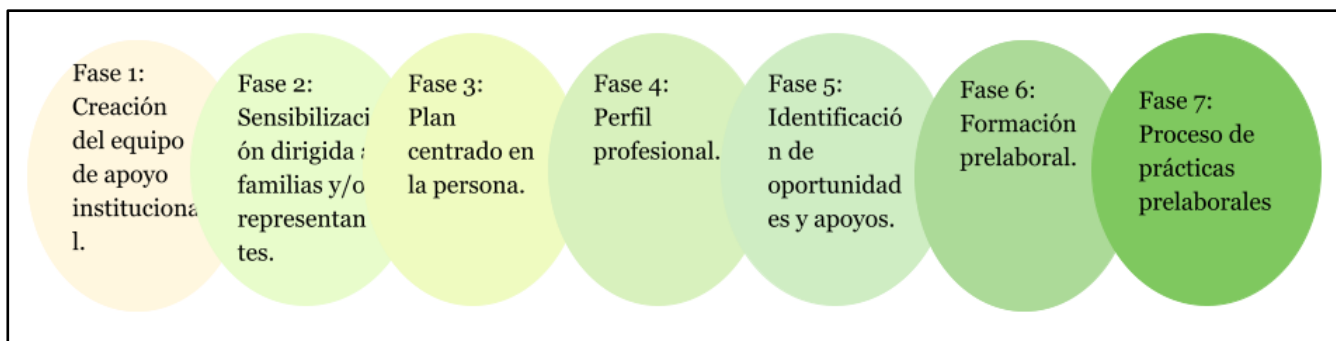 Fase 1:
Creación
del equipo
de apoyo
instituciona
l.
Fase 2:
Sensibilizaci
ón dirigida a
familias y/o
representan
tes.
Fase 3:
Plan
centrado en
la persona.
Fase 4:
Perfil
profesional.
Fase 5:
Identificació
n de
oportunidad
es y apoyos.
Fase 6:
Formación
prelaboral.
Fase 7:
Proceso de
prácticas
prelaborales